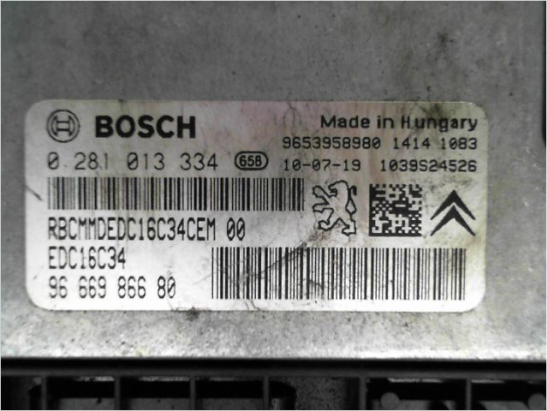 BOSCH Made in Hungary
9653958980 1414 1083
0 281 013 334 658 10-07-19 1039S24526
RBCMMDEDC16C34CEM 00
EDC16C34
96 669 866 80